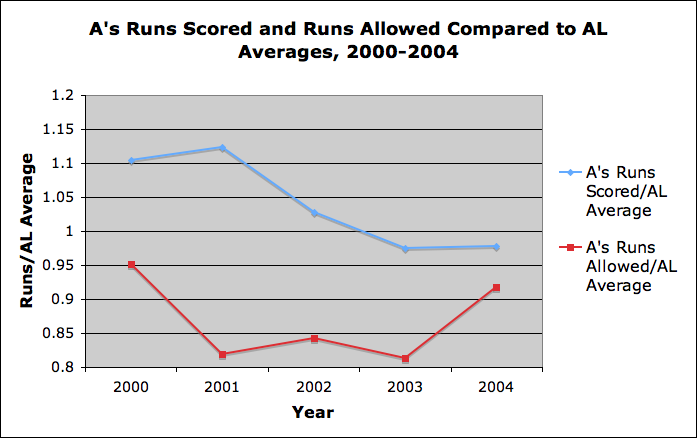 A's Runs Scored and Runs Allowed Compared to AL
Averages, 2000-2004
Runs/AL Average
1.2
1.15
1.1
1.05
1
0.95
0.9
0.85
0.8
2000 2001 2002 2003 2004
Year
A's Runs
Scored/AL
Average
A's Runs
Allowed/AL
Average